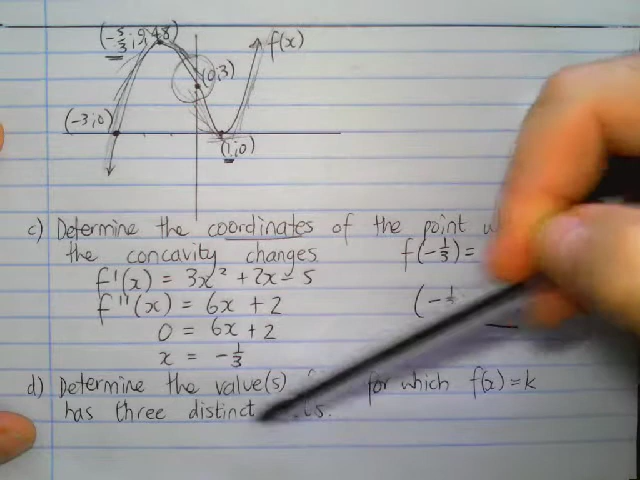 (-5/3 ; 9,48)
f(x)
(0;3)
(-3;0)
(1;0)
c) Determine the coordinates of the point
the concavity changes
f(-1/3) =
f'(x) = 3x² + 2x - 5
f''(x) = 6x + 2
(-1/3
0 = 6x + 2
x = -1/3
d) Determine the value(s) for which f(x) = k
has three distinct